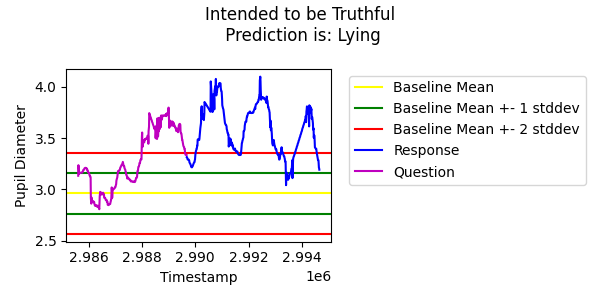 Intended to be Truthful
Prediction is: Lying
Pupil Diameter
4.0
3.5
3.0
2.5
2.986
2.988
2.990
2.992
2.994
1e6
Timestamp
Baseline Mean
Baseline Mean +- 1 stddev
Baseline Mean +- 2 stddev
Response
Question